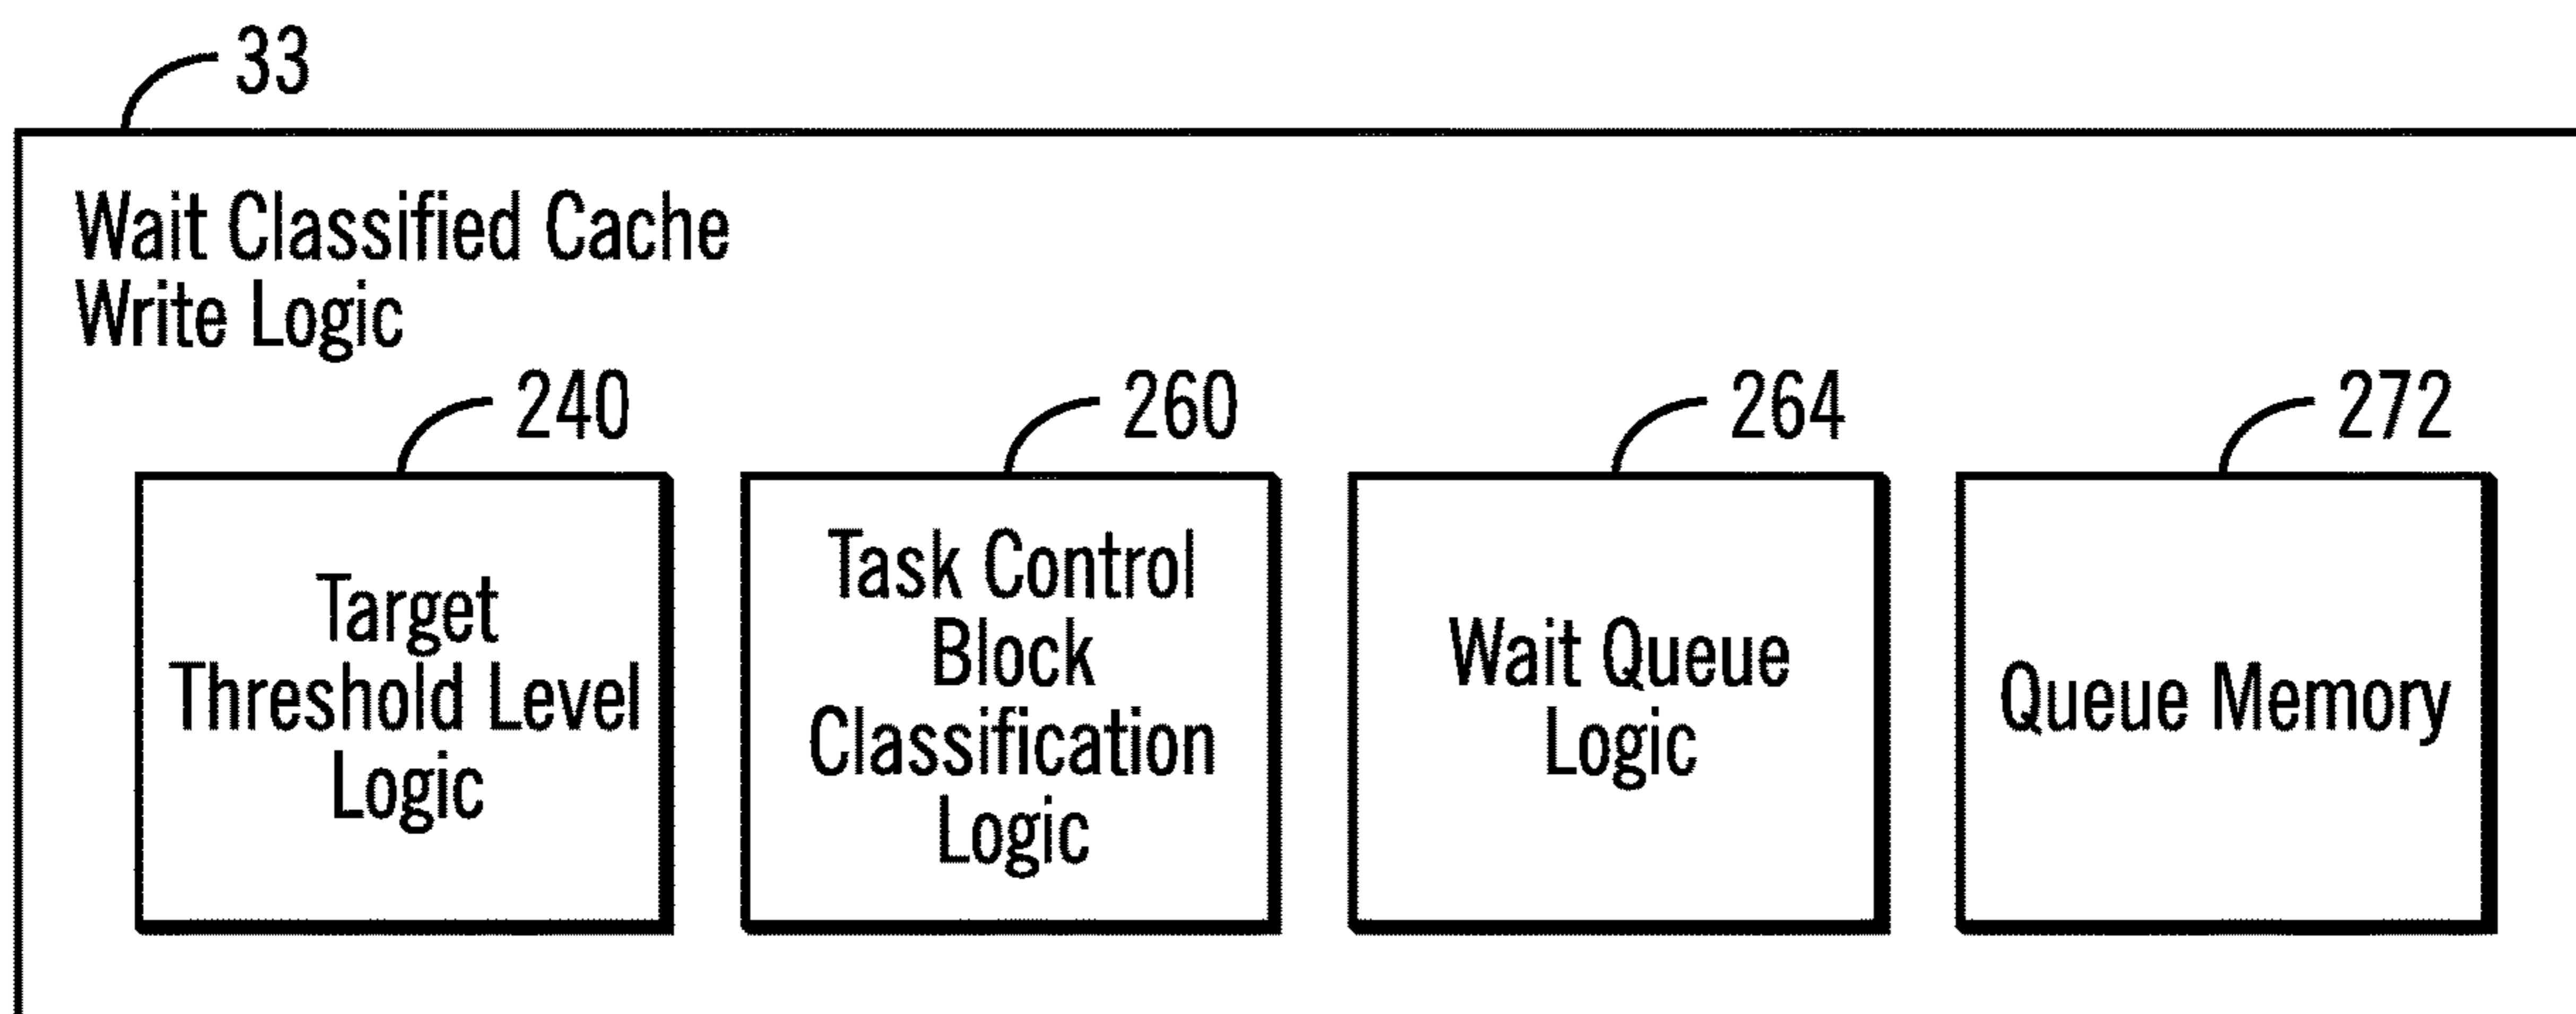 33
Wait Classified Cache
Write Logic
240
260
264
272
Target
Threshold Level
Logic
Task Control
Block
Classification
Logic
Wait Queue
Logic
Queue Memory